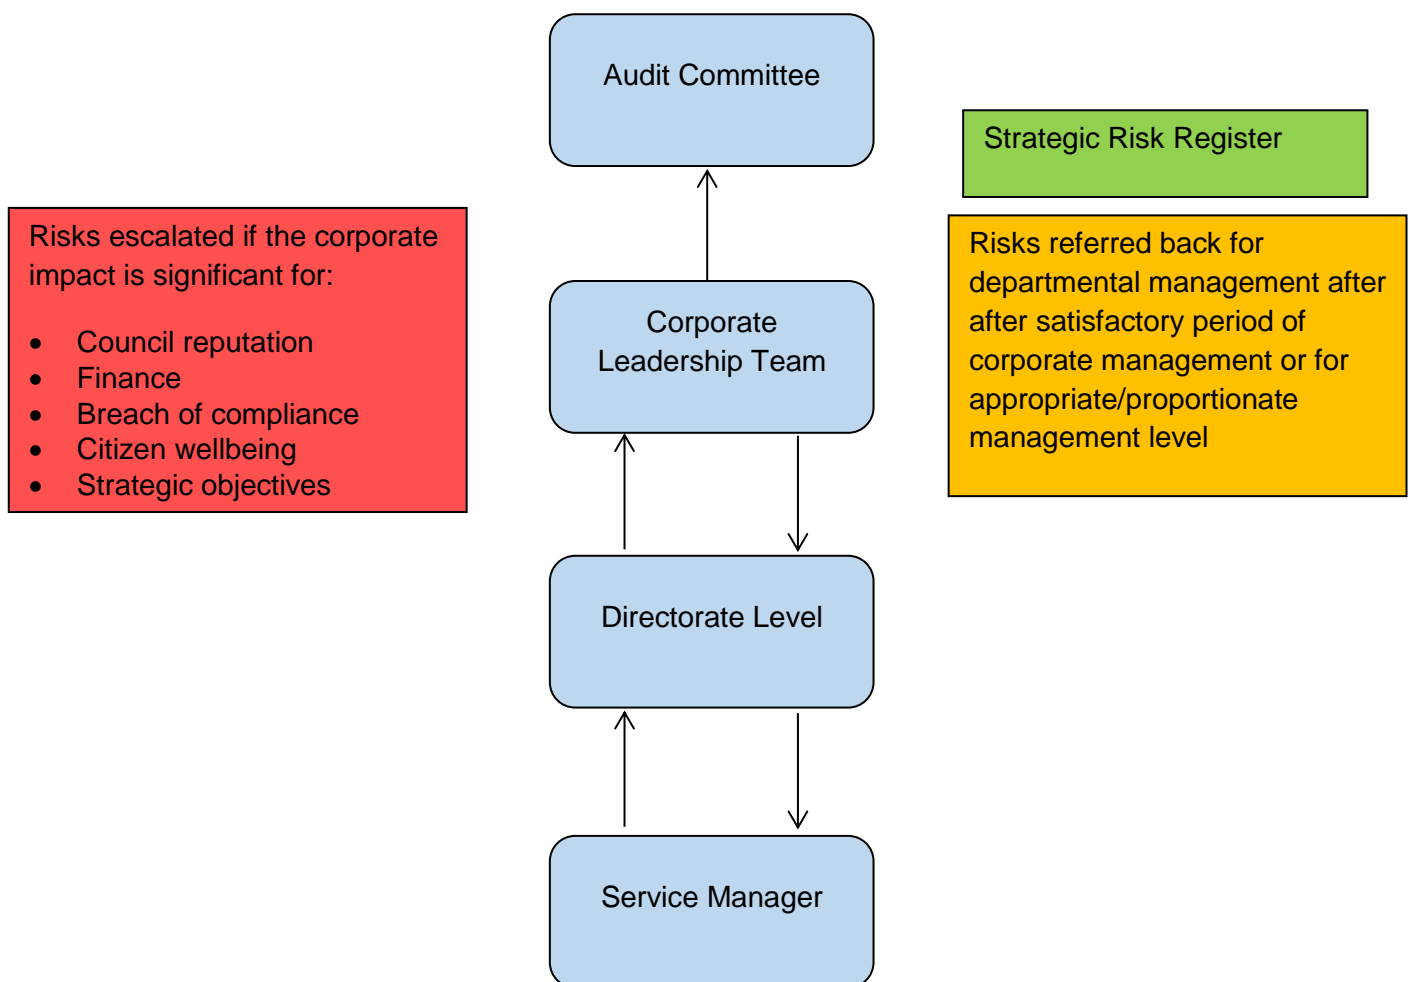 Audit Committee
Strategic Risk Register
Risks escalated if the corporate
impact is significant for:
• Council reputation
• Finance
• Breach of compliance
• Citizen wellbeing
• Strategic objectives
Risks referred back for
departmental management after
after satisfactory period of
corporate management or for
appropriate/proportionate
management level
Corporate
Leadership Team
Directorate Level
Service Manager